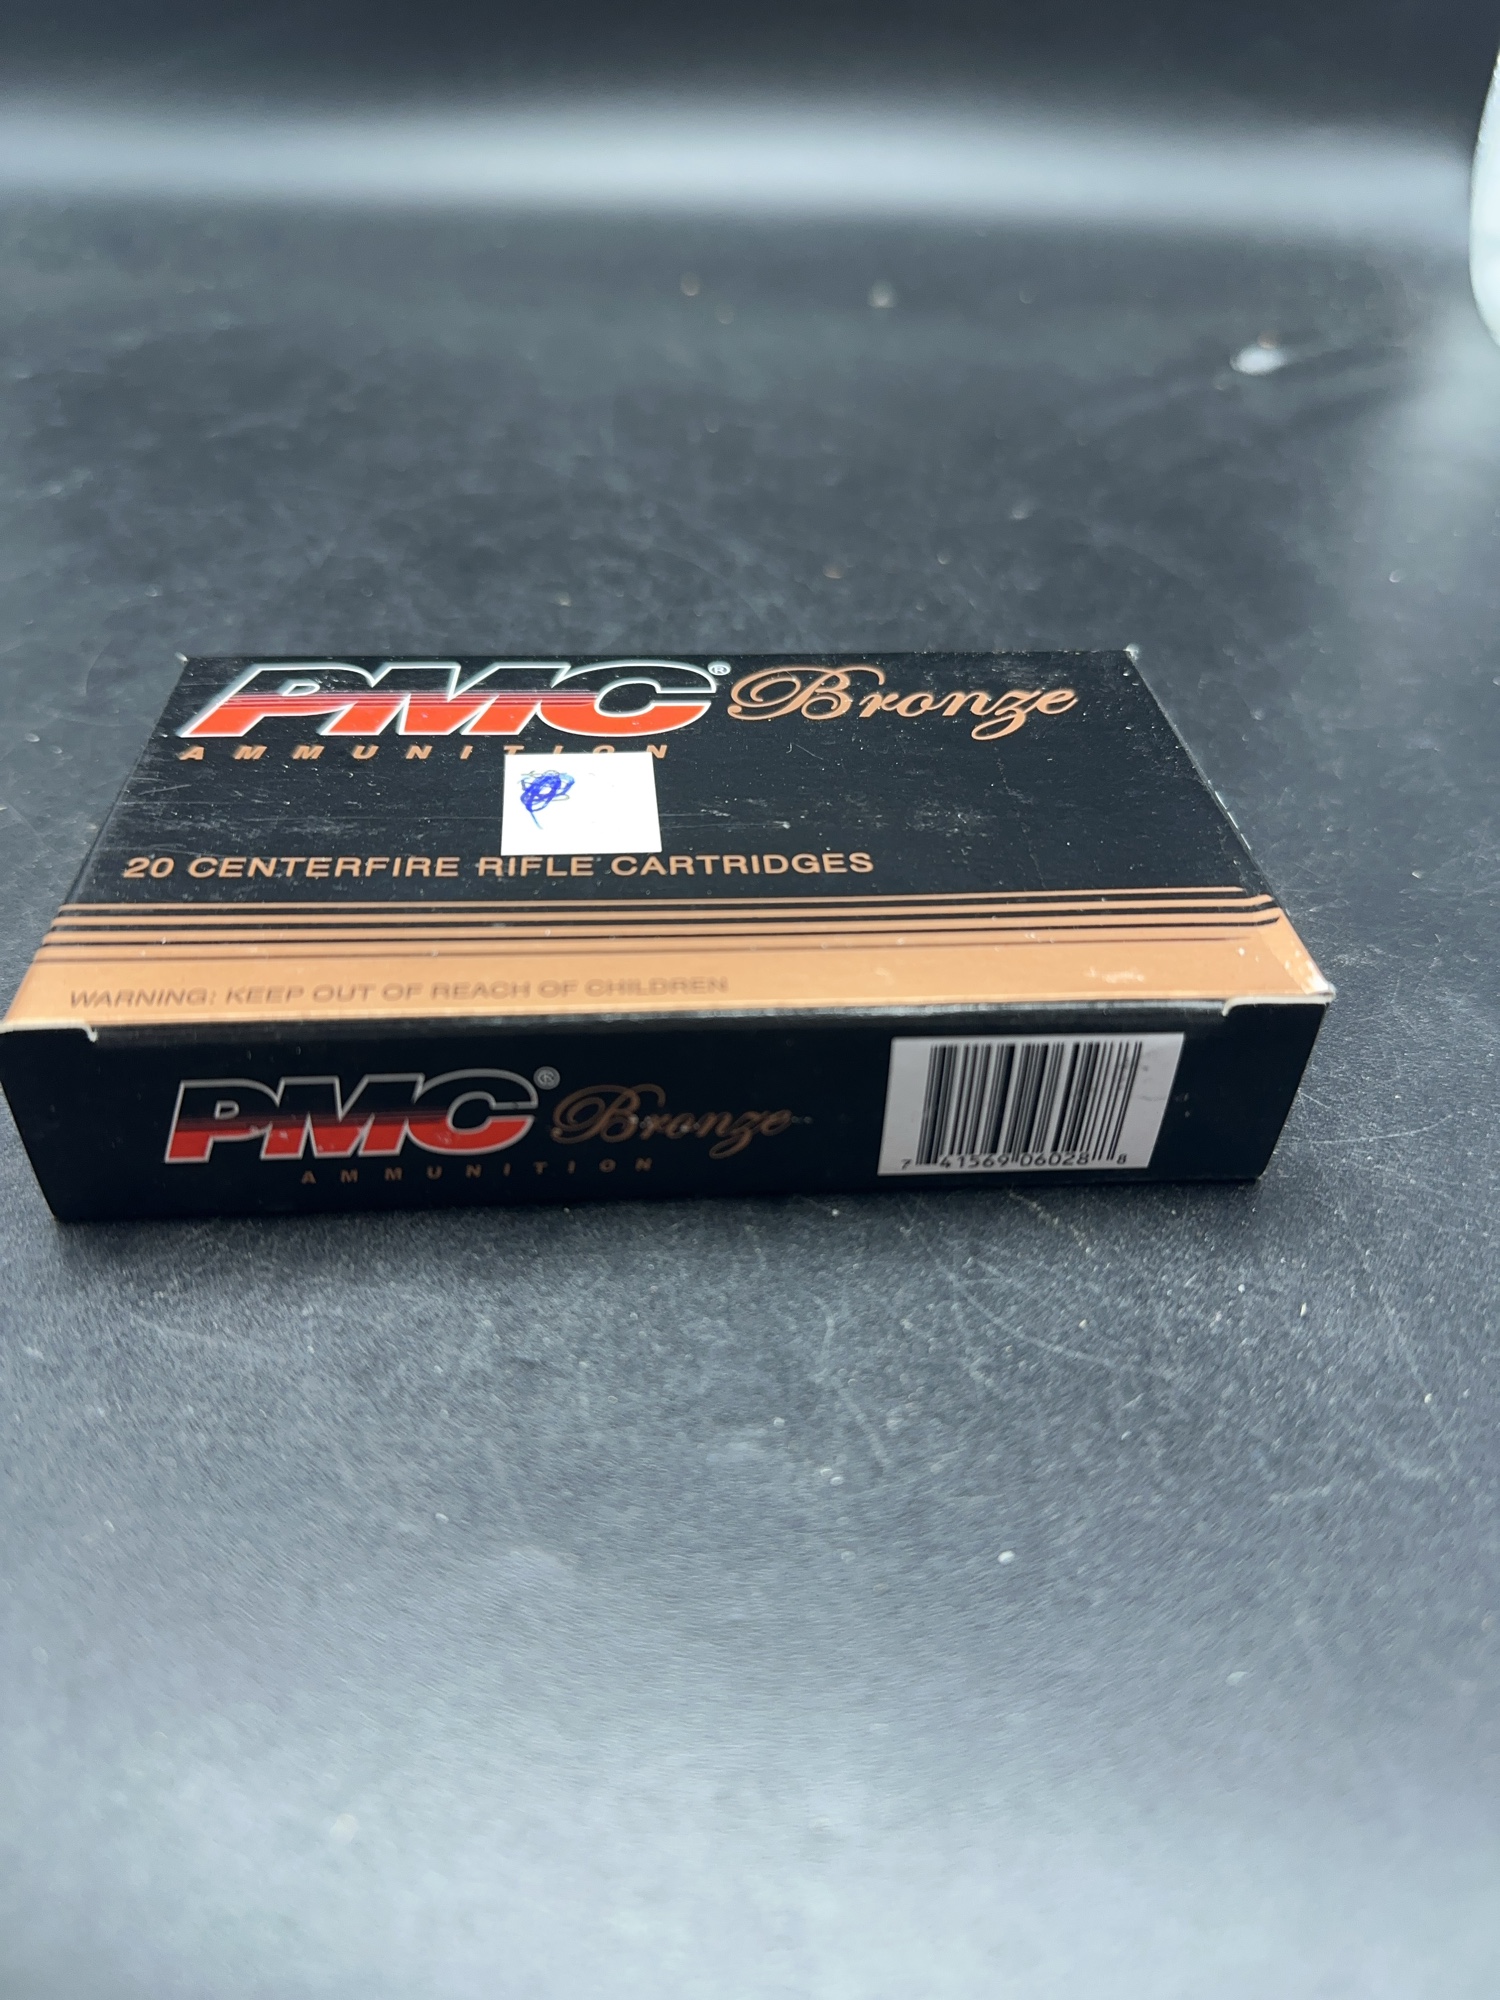 PMC® Bronze
AMMUNITION
20 CENTERFIRE RIFLE CARTRIDGES
WARNING: KEEP OUT OF REACH OF CHILDREN
PMC® Bronze
AMMUNITION
7 41569 06028 8